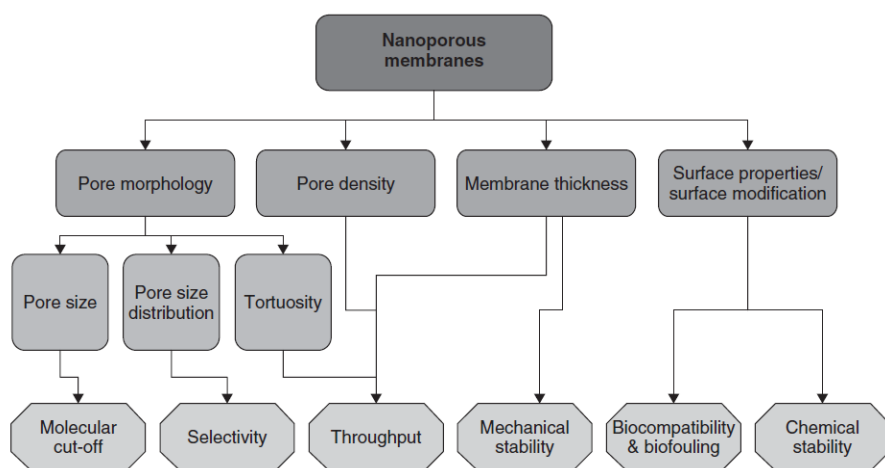 Nanoporous
membranes
Pore morphology
Pore density
Membrane thickness
Surface properties/
surface modification
Pore size
Pore size
distribution
Tortuosity
Molecular
cut-off
Selectivity
Throughput
Mechanical
stability
Biocompatibility
& biofouling
Chemical
stability